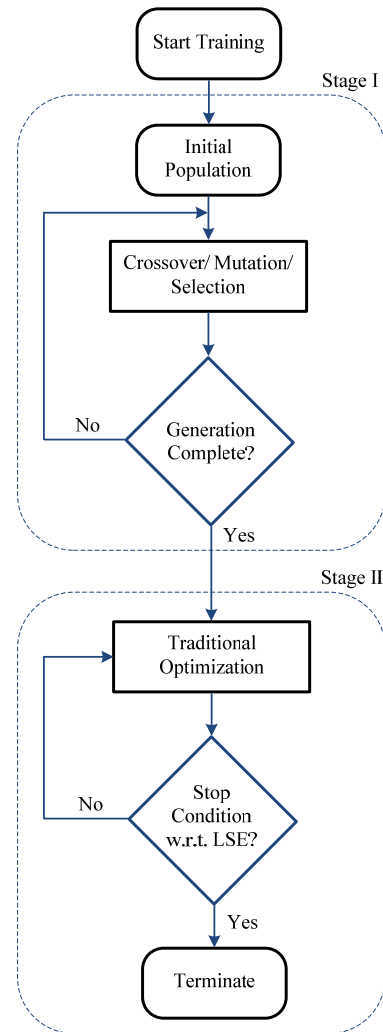 Start Training
Stage I
Initial
Population
Crossover/ Mutation/
Selection
No
Generation
Complete?
Yes
Stage II
Traditional
Optimization
No
Stop
Condition
w.r.t. LSE?
Yes
Terminate